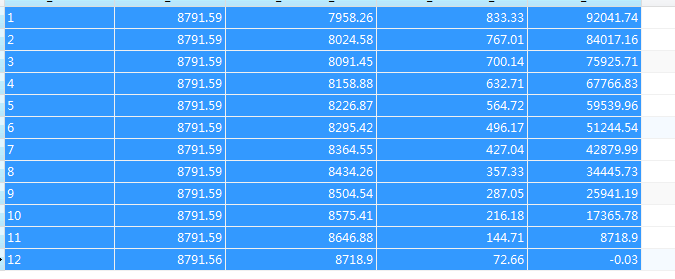 1 8791.59 7958.26 833.33 92041.74
2 8791.59 8024.58 767.01 84017.16
3 8791.59 8091.45 700.14 75925.71
4 8791.59 8158.88 632.71 67766.83
5 8791.59 8226.87 564.72 59539.96
6 8791.59 8295.42 496.17 51244.54
7 8791.59 8364.55 427.04 42879.99
8 8791.59 8434.26 357.33 34445.73
9 8791.59 8504.54 287.05 25941.19
10 8791.59 8575.41 216.18 17365.78
11 8791.59 8646.88 144.71 8718.9
12 8791.56 8718.9 72.66 -0.03